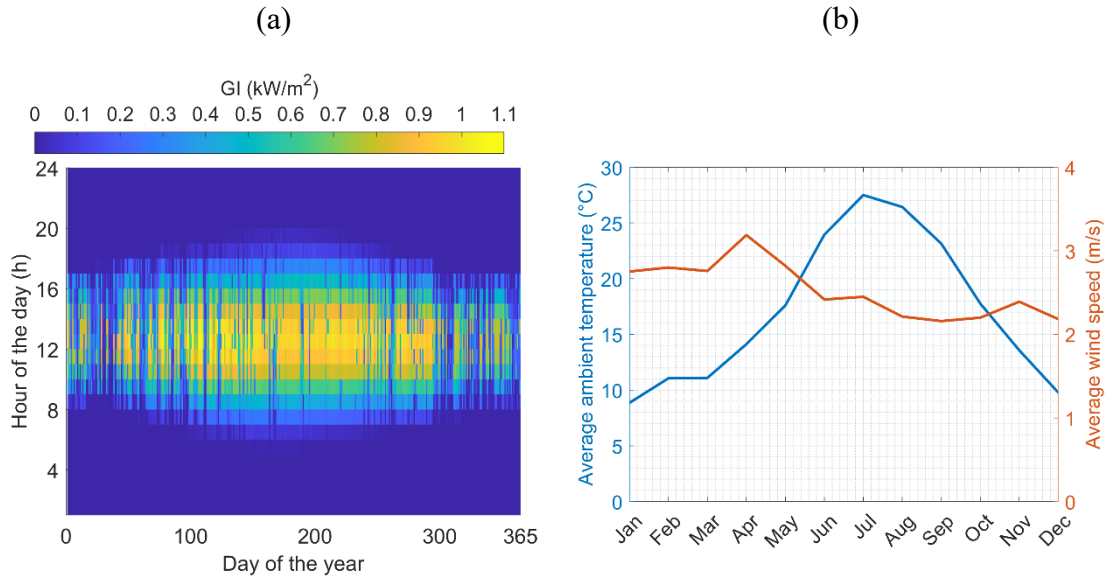 (a)
(b)
GI (kW/m²)
0 0.1 0.2 0.3 0.4 0.5 0.6 0.7 0.8 0.9 1 1.1
24
20
16
12
8
4
Hour of the day (h)
0 100 200 300 365
Day of the year
30
25
20
15
10
5
0
Average ambient temperature (°C)
4
3
2
1
0
Average wind speed (m/s)
Jan Feb Mar Apr May Jun Jul Aug Sep Oct Nov Dec